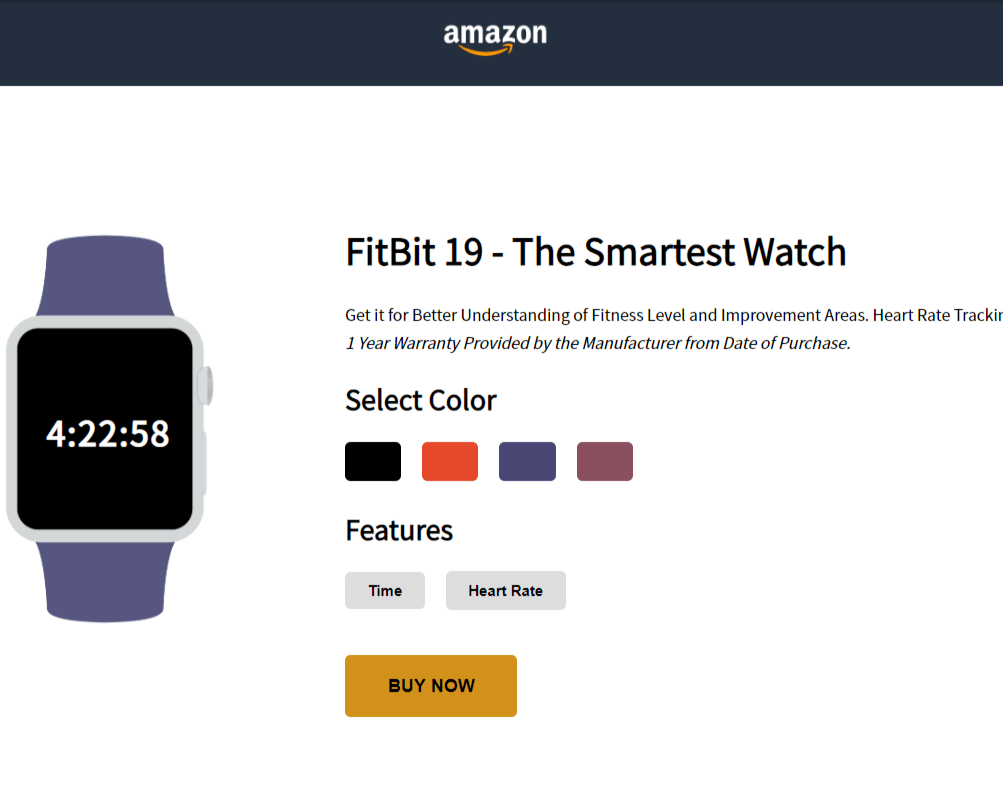 amazon
FitBit 19 - The Smartest Watch
Get it for Better Understanding of Fitness Level and Improvement Areas. Heart Rate
1 Year Warranty Provided by the Manufacturer from Date of Purchase.
4:22:58
Select Color
Features
Time
Heart Rate
BUY NOW